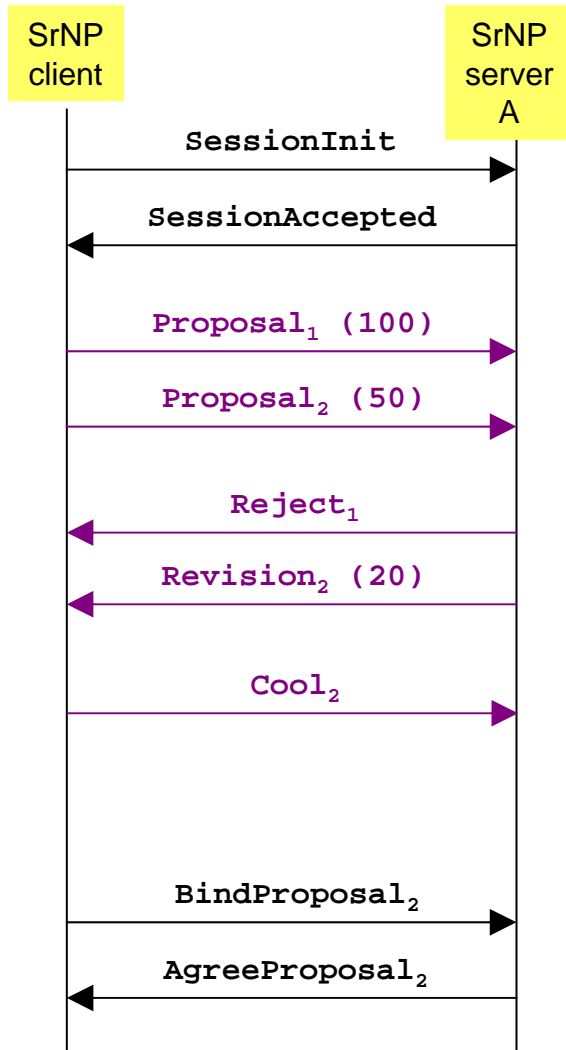 SrNP
client
SrNP
server
A
SessionInit
SessionAccepted
Proposal₁ (100)
Proposal₂ (50)
Reject₁
Revision₂ (20)
Cool₂
BindProposal₂
AgreeProposal₂